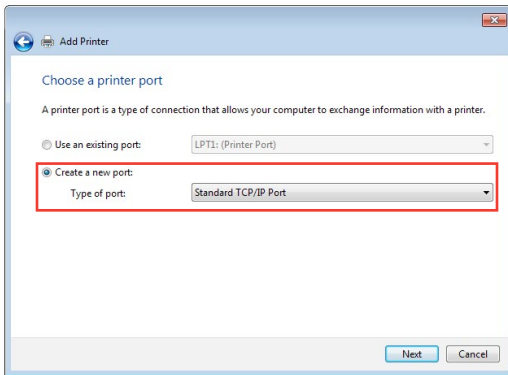 Add Printer
Choose a printer port
A printer port is a type of connection that allows your computer to exchange information with a printer.
Use an existing port: LPT1: (Printer Port)
Create a new port:
Type of port: Standard TCP/IP Port
Next Cancel